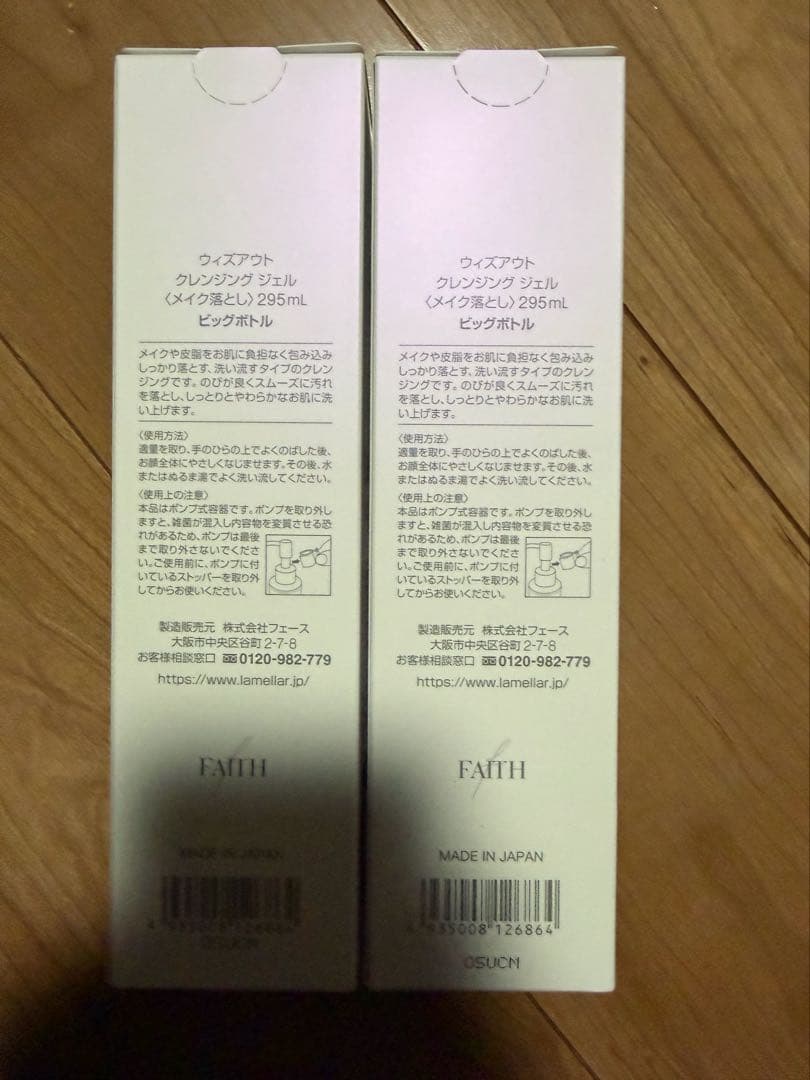 ウィズアウト
クレンジング ジェル
〈メイク落とし〉295mL
ビッグボトル
メイクや皮脂をお肌に負担なく包み込み
しっかり落とす、洗い流すタイプのクレン
ジングです。のびが良くスムーズに汚れ
を落とし、しっとりとやわらかなお肌に洗
い上げます。
〈使用方法〉
適量を取り、手のひらの上でよくのばした後、
お顔全体にやさしくなじませます。その後、水
またはぬるま湯でよく洗い流してください。
〈使用上の注意〉
本品はポンプ式容器です。ポンプを取り外し
ますと、雑菌が混入し内容物を変質させる恐
れがあるため、ポンプは最後
まで取り外さないでくださ
い。ご使用前に、ポンプに付
いているストッパーを取り外
してからお使いください。
製造販売元 株式会社フェース
大阪市中央区谷町2-7-8
お客様相談窓口 0120-982-779
https://www.lamellar.jp/
FAITH
MADE IN JAPAN
4 935008 126864
ウィズアウト
クレンジング ジェル
〈メイク落とし〉295mL
ビッグボトル
メイクや皮脂をお肌に負担なく包み込み
しっかり落とす、洗い流すタイプのクレン
ジングです。のびが良くスムーズに汚れ
を落とし、しっとりとやわらかなお肌に洗
い上げます。
〈使用方法〉
適量を取り、手のひらの上でよくのばした後、
お顔全体にやさしくなじませます。その後、水
またはぬるま湯でよく洗い流してください。
〈使用上の注意〉
本品はポンプ式容器です。ポンプを取り外し
ますと、雑菌が混入し内容物を変質させる恐
れがあるため、ポンプは最後
まで取り外さないでくださ
い。ご使用前に、ポンプに付
いているストッパーを取り外
してからお使いください。
製造販売元 株式会社フェース
大阪市中央区谷町2-7-8
お客様相談窓口 0120-982-779
https://www.lamellar.jp/
FAITH
MADE IN JAPAN
4 935008 126864